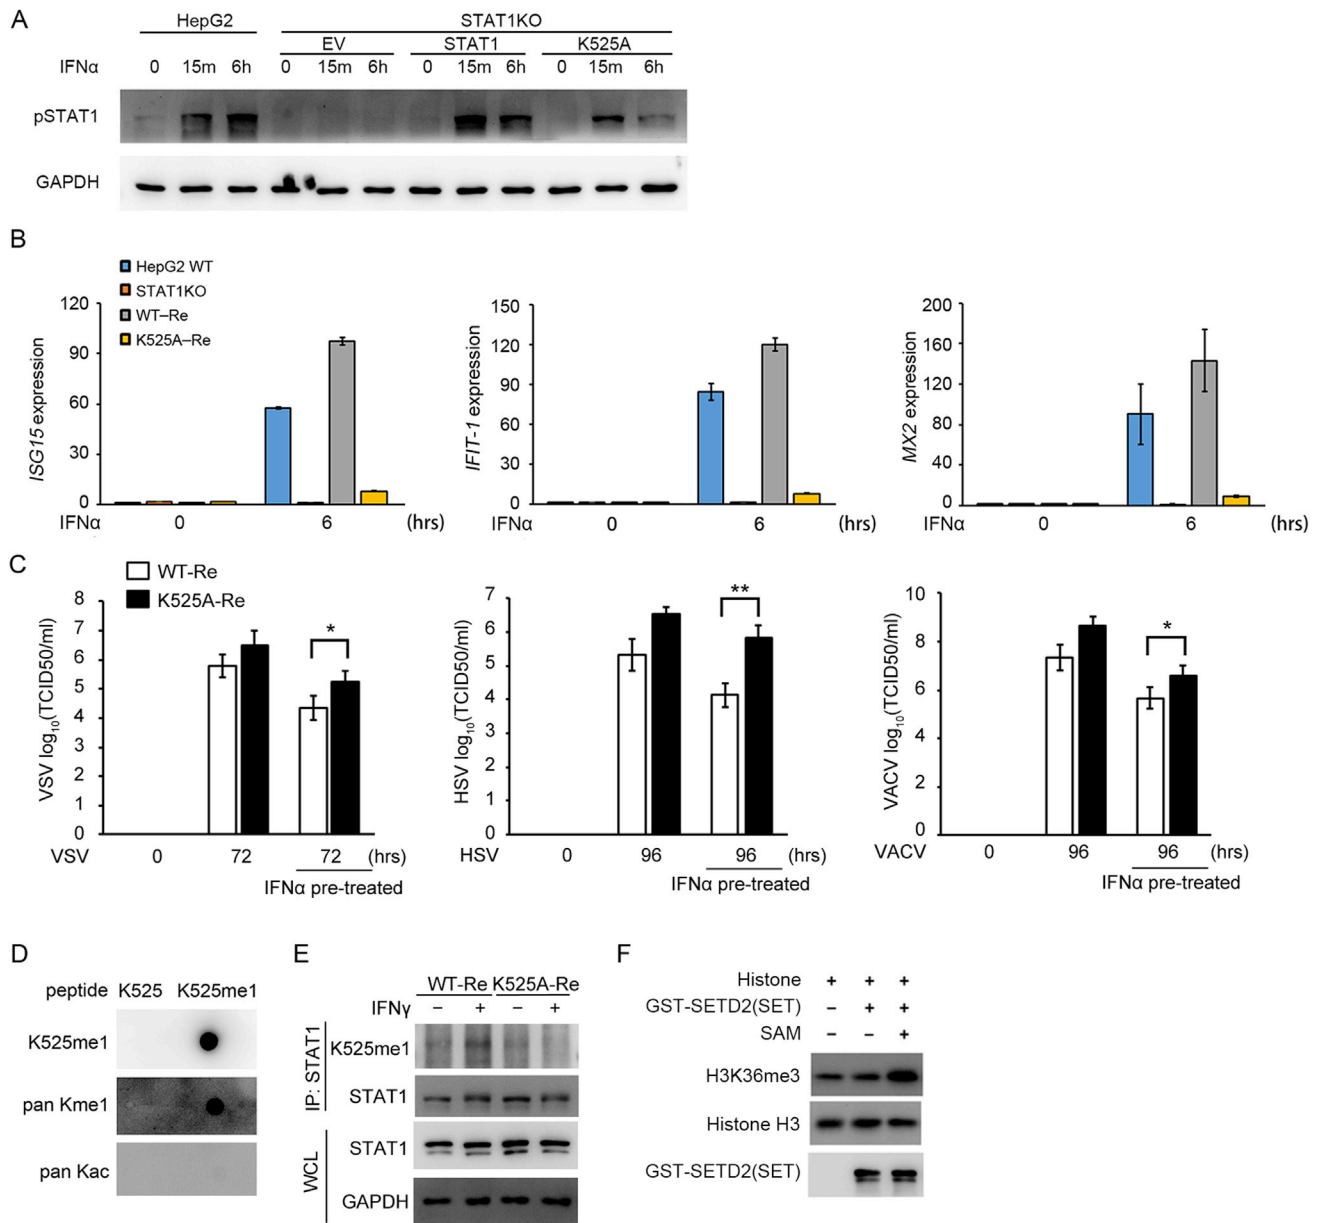 A
HepG2 STAT1KO
EV STAT1 K525A
IFNα 0 15m 6h 0 15m 6h 0 15m 6h 0 15m 6h
pSTAT1
GAPDH
B
HepG2 WT
STAT1KO
WT–Re
K525A–Re
ISG15 expression
120
90
60
30
0
IFNα 0 6 (hrs)
IFIT-1 expression
150
120
90
60
30
0
IFNα 0 6 (hrs)
MX2 expression
200
160
120
80
40
0
IFNα 0 6 (hrs)
C
WT-Re
K525A-Re
VSV log10(TCID50/ml)
8
7
6
5
4
3
2
1
0
*
VSV 0 72 72 (hrs)
IFNα pre-treated
HSV log10(TCID50/ml)
7
6
5
4
3
2
1
0
**
HSV 0 96 96 (hrs)
IFNα pre-treated
VACV log10(TCID50/ml)
10
8
6
4
2
0
*
VACV 0 96 96 (hrs)
IFNα pre-treated
D
peptide K525 K525me1
K525me1
pan Kme1
pan Kac
E
WT-Re K525A-Re
IFNγ – + – +
IP: STAT1
K525me1
STAT1
WCL
STAT1
GAPDH
F
Histone + + +
GST-SETD2(SET) – + +
SAM – – +
H3K36me3
Histone H3
GST-SETD2(SET)